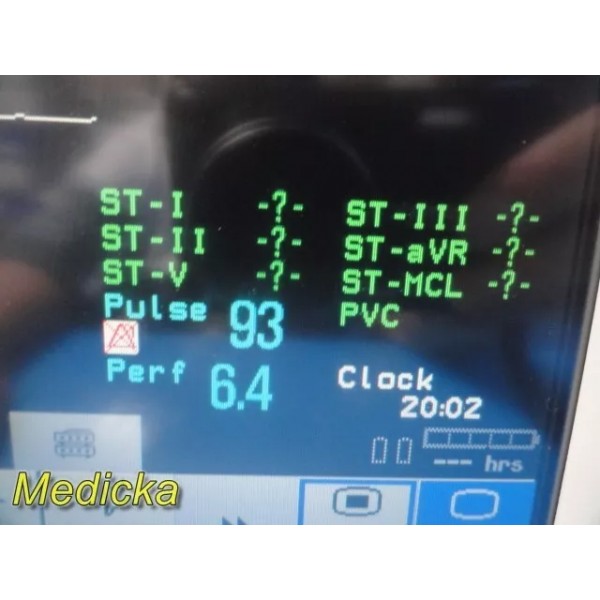 ST-I -?- ST-III -?-
ST-II -?- ST-aVR -?-
ST-V -?- ST-MCL -?-
Pulse 93 PVC
Perf 6.4 Clock
20:02
--- hrs
Medicka